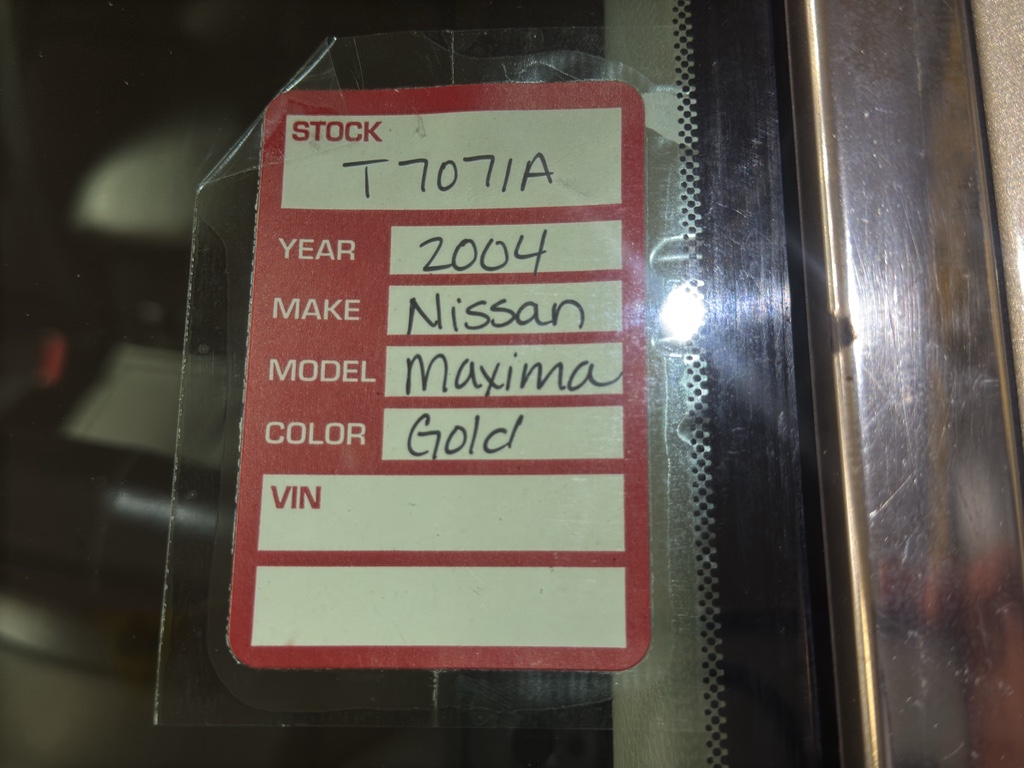 STOCK
T7071A
YEAR 2004
MAKE Nissan
MODEL Maxima
COLOR Gold
VIN